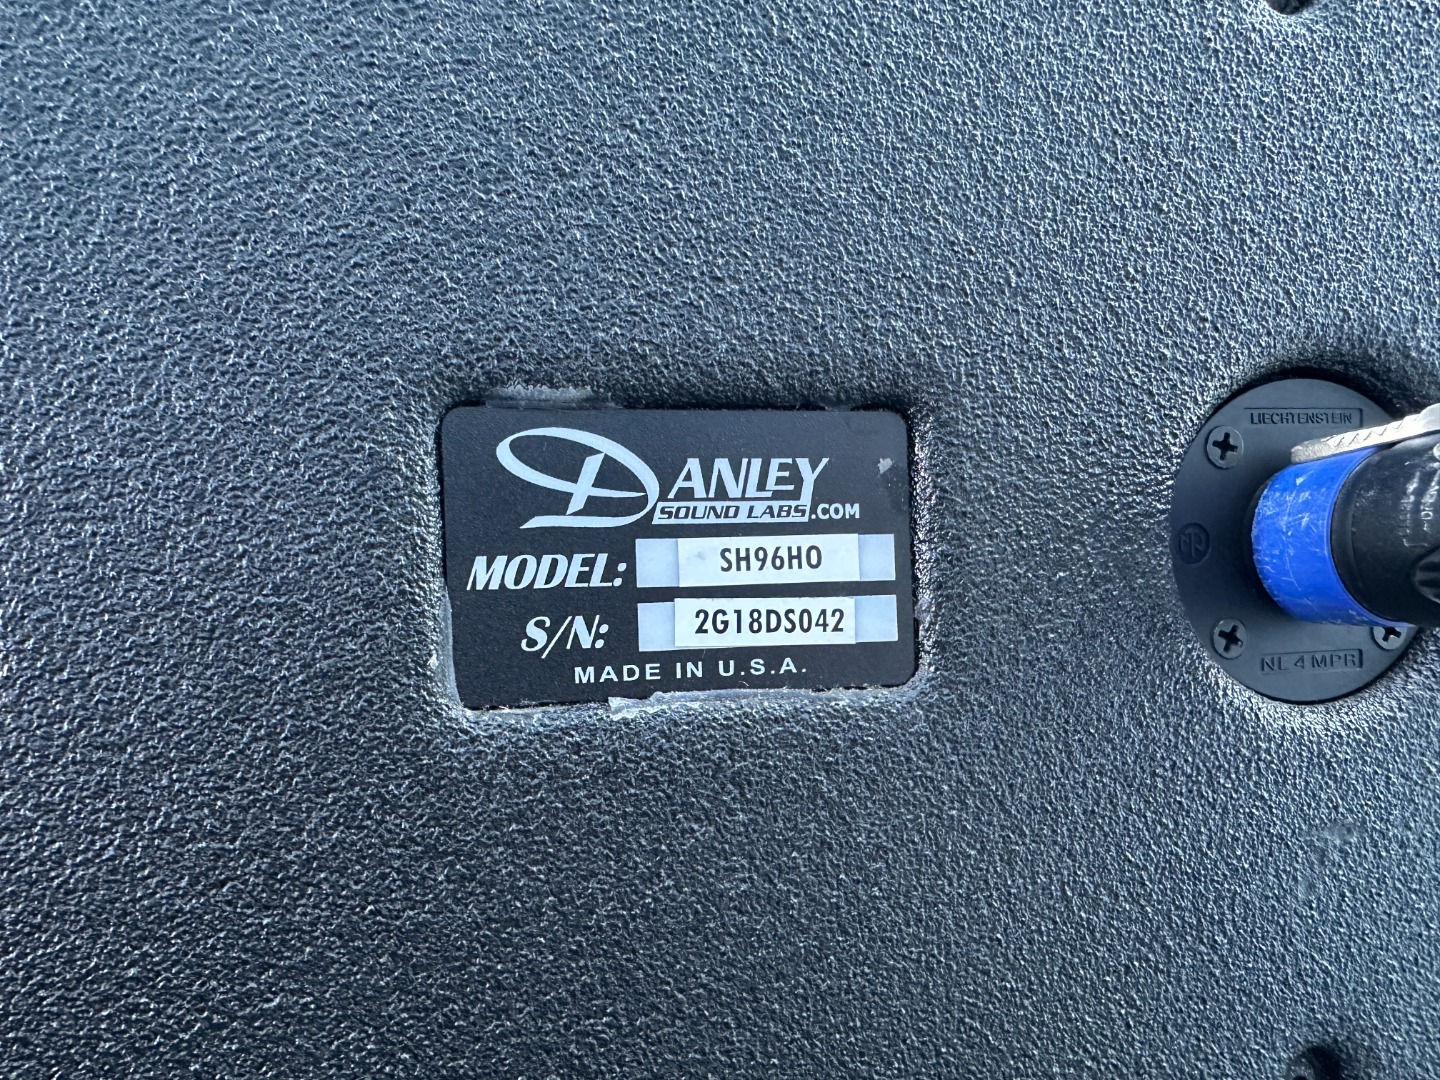 DANLEY
SOUND LABS.COM
MODEL: SH96HO
S/N: 2G18DS042
MADE IN U.S.A.
LIECHTENSTEIN
NL4MPR